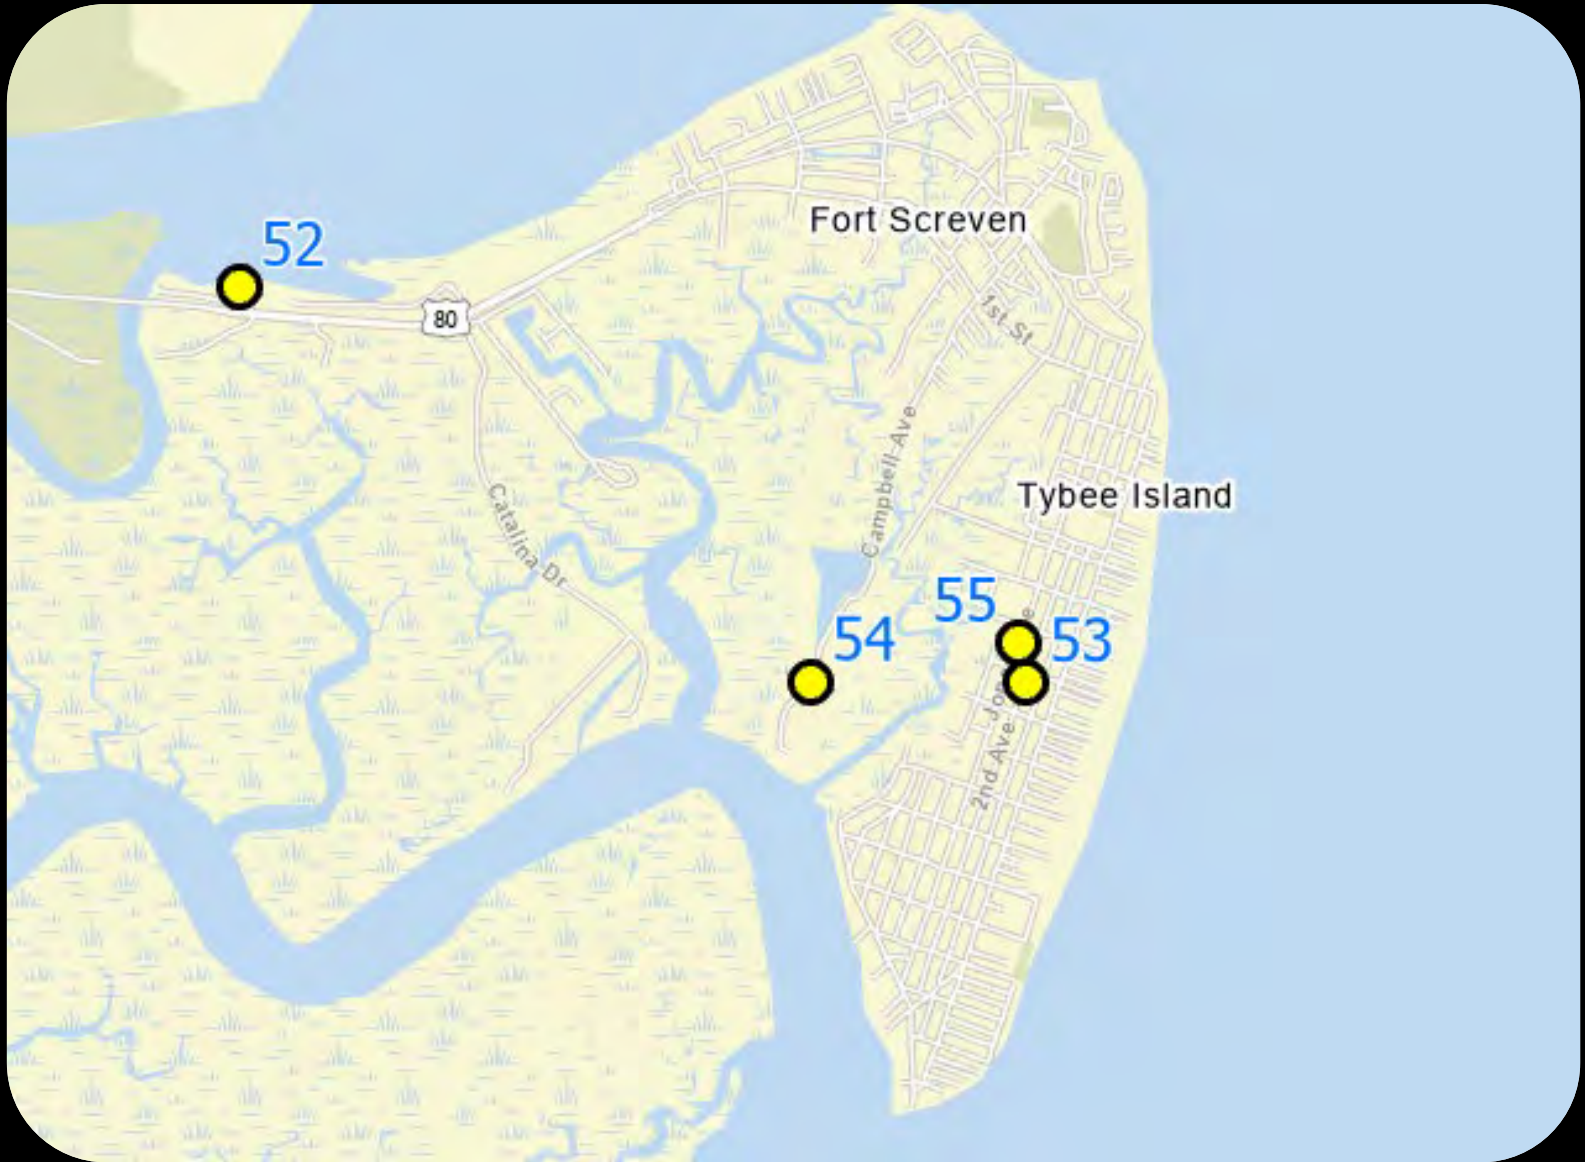 52
Fort Screven
80
1st St
Campbell Ave
Tybee Island
Catalina Dr
55
54
53
2nd Ave